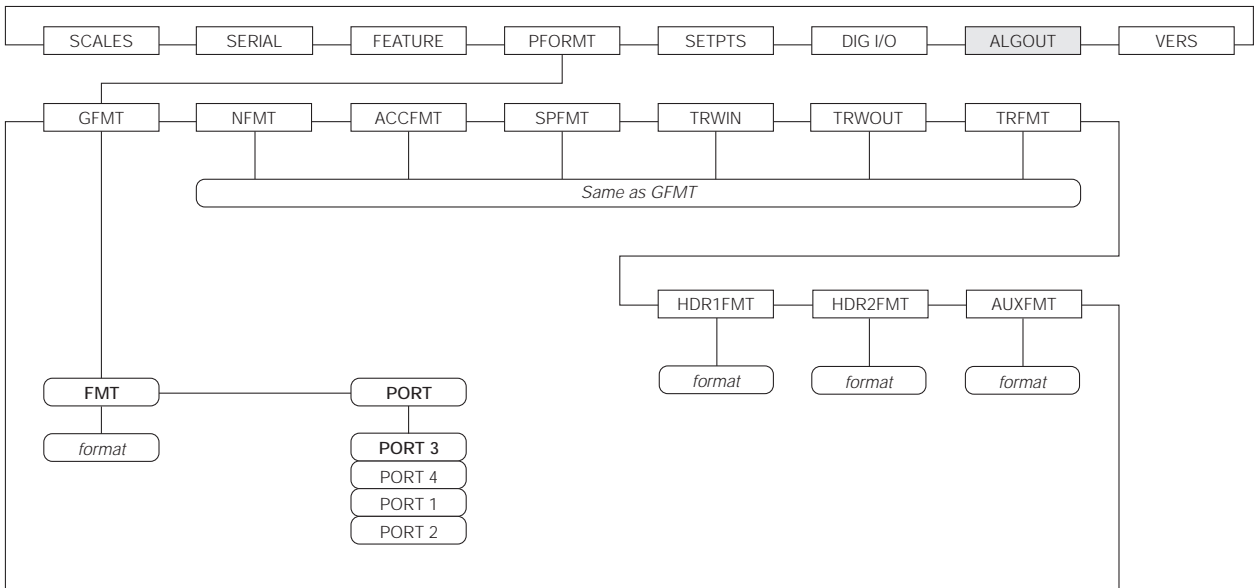 SCALES
SERIAL
FEATURE
PFORMT
SETPTS
DIG I/O
ALGOUT
VERS
GFMT
NFMT
ACCFMT
SPFMT
TRWIN
TRWOUT
TRFMT
Same as GFMT
HDR1FMT
HDR2FMT
AUXFMT
format
format
format
FMT
PORT
format
PORT 3
PORT 4
PORT 1
PORT 2